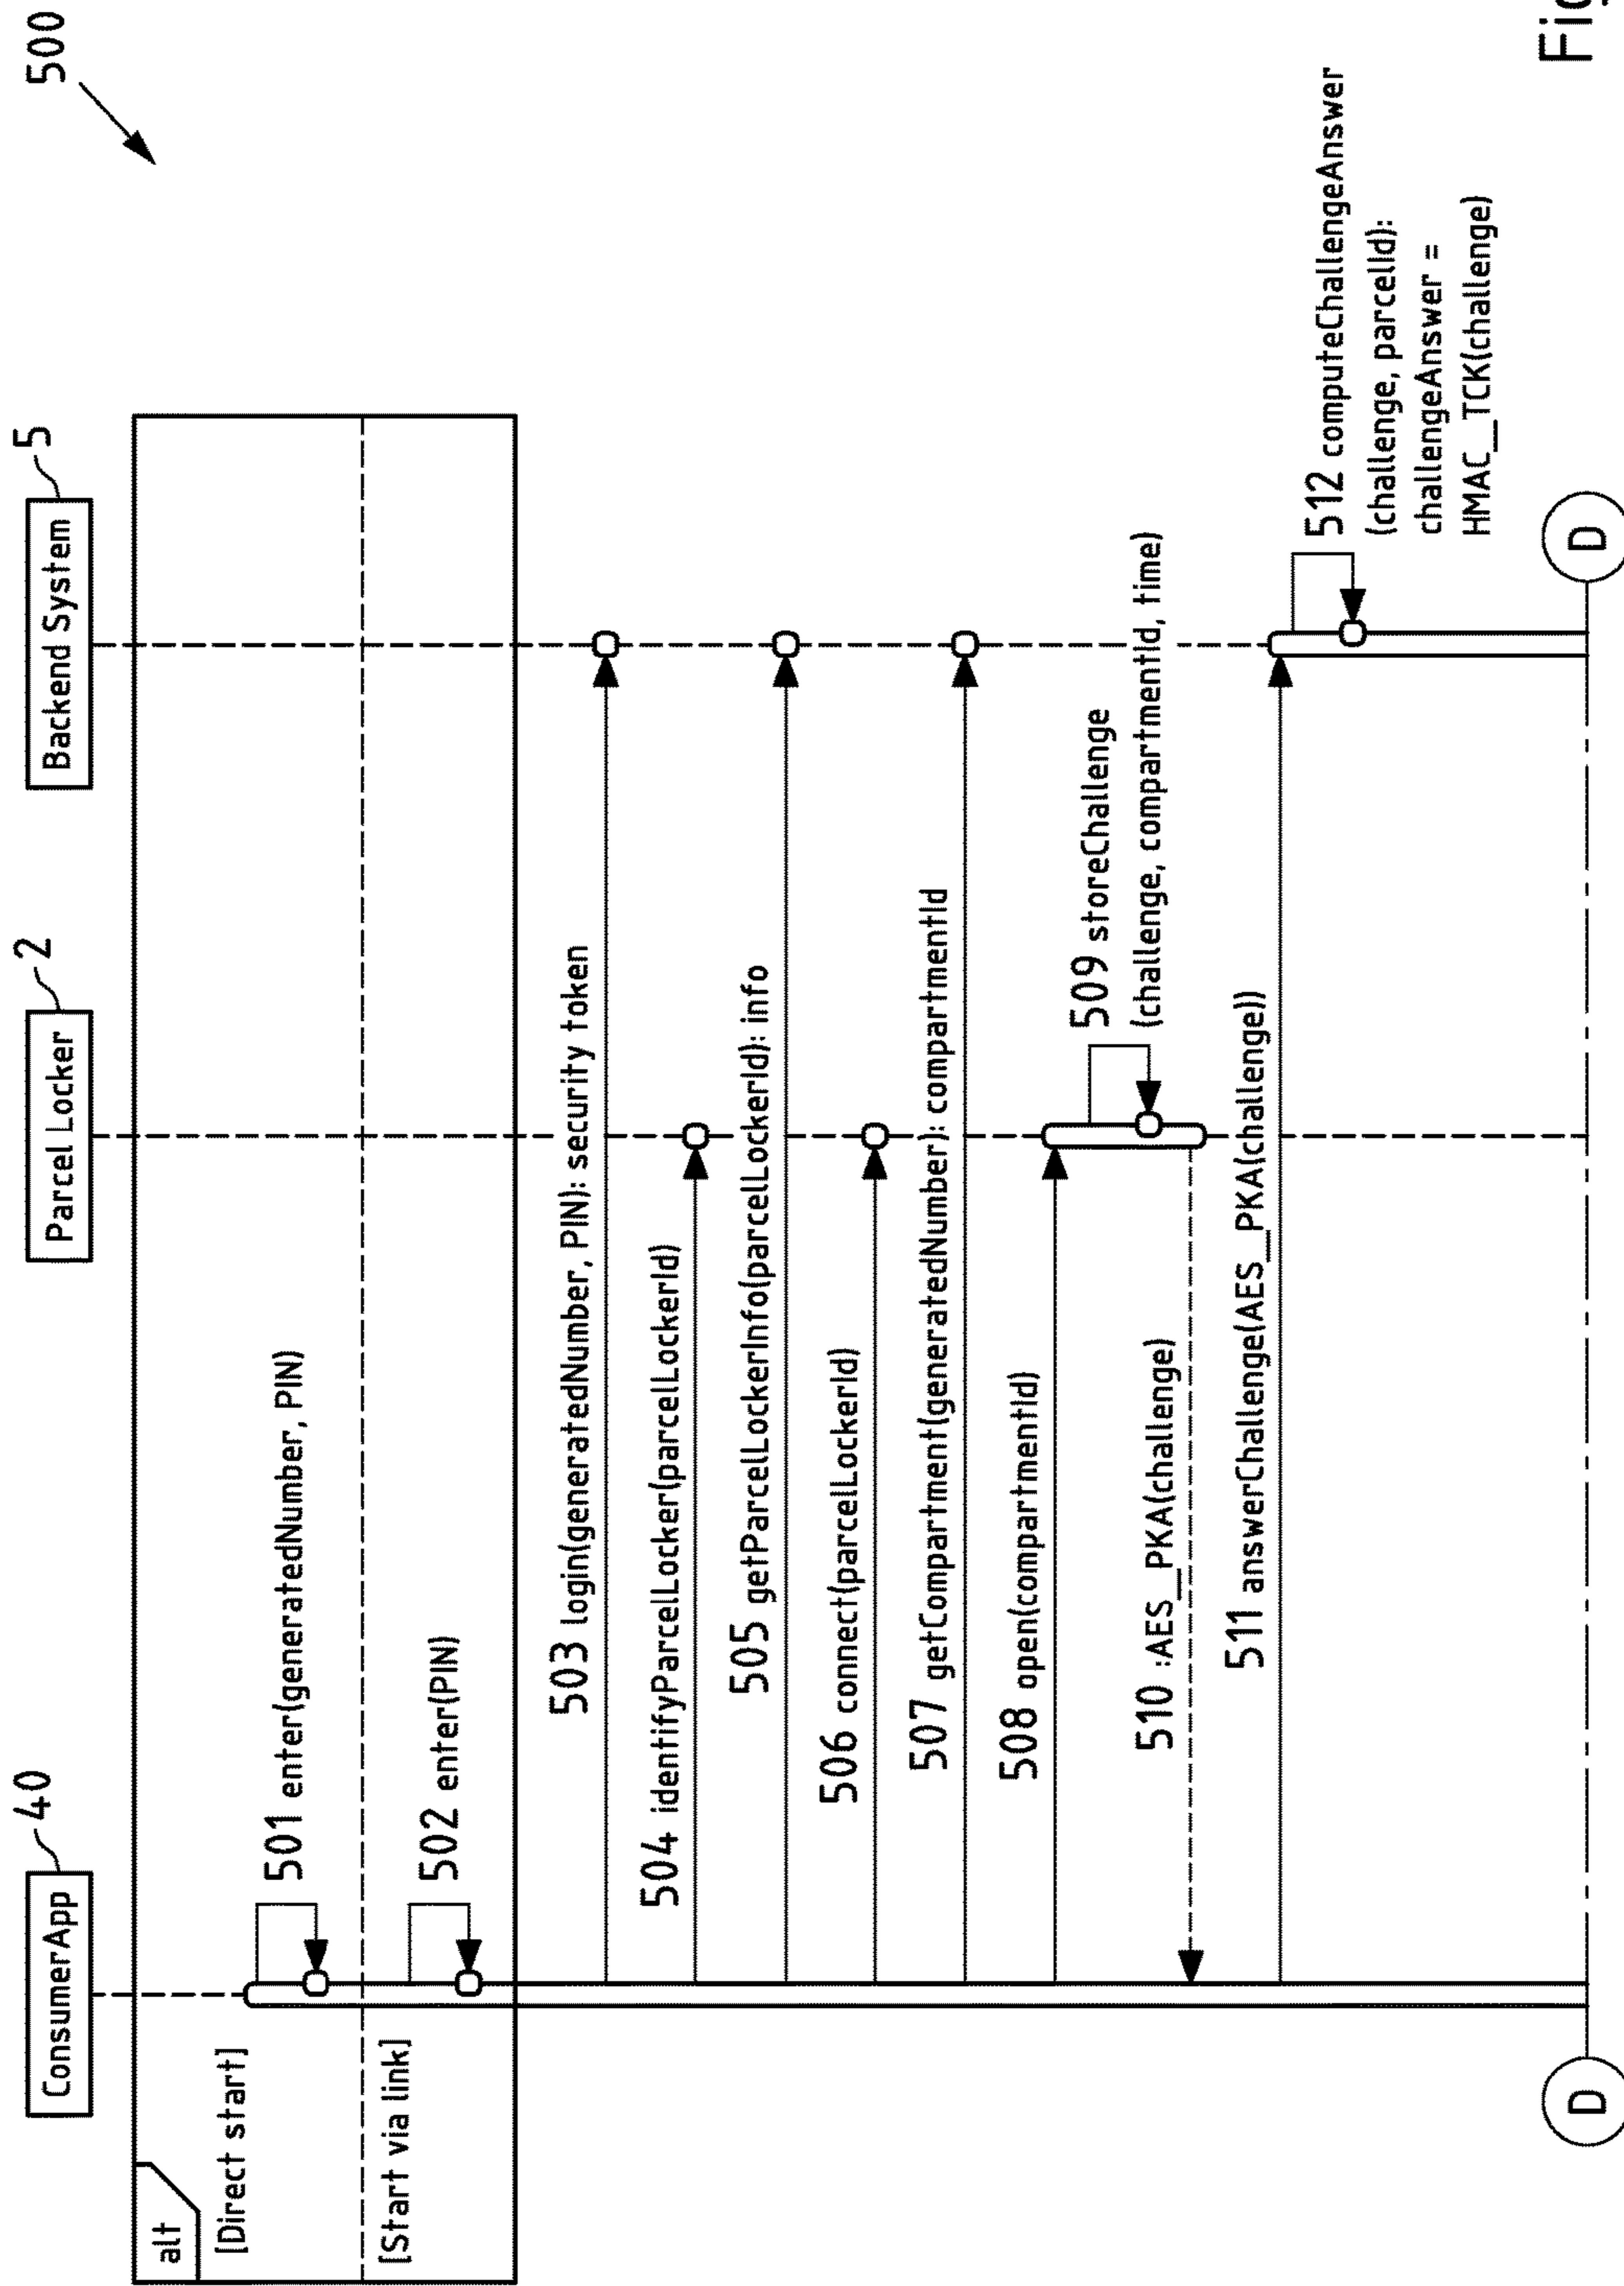 500
ConsumerApp 40
Parcel Locker 2
Backend System 5
alt
[Direct start]
501 enter(generatedNumber, PIN)
[Start via link]
502 enter(PIN)
503 login(generatedNumber, PIN): security token
504 identifyParcelLocker(parcelLockerId)
505 getParcelLockerInfo(parcelLockerId): info
506 connect(parcelLockerId)
507 getCompartment(generatedNumber): compartmentId
508 open(compartmentId)
509 storeChallenge
(challenge, compartmentId, time)
510 :AES_PKA(challenge)
511 answerChallenge(AES_PKA(challenge))
512 computeChallengeAnswer
(challenge, parcelId):
challengeAnswer =
HMAC_TCK(challenge)
D
D